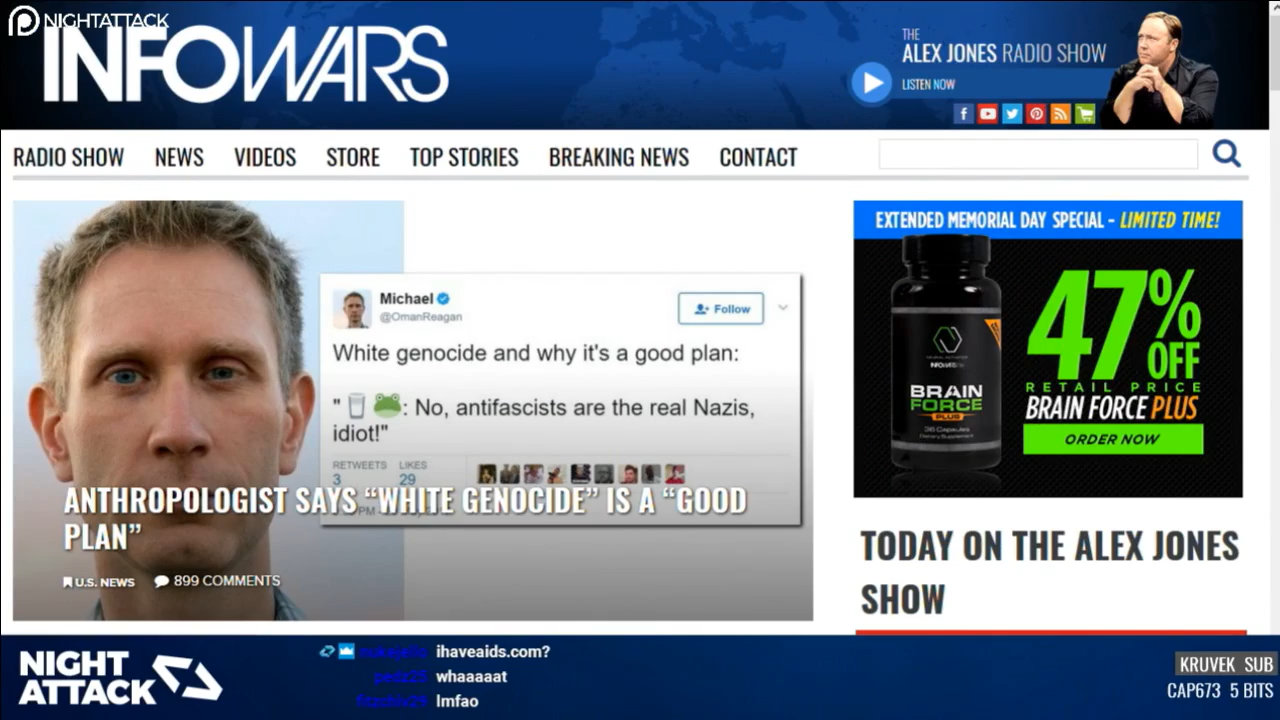 NIGHTATTACK
INFOWARS
THE
ALEX JONES RADIO SHOW
LISTEN NOW
RADIO SHOW NEWS VIDEOS STORE TOP STORIES BREAKING NEWS CONTACT
Michael
@OmanReagan
Follow
White genocide and why it's a good plan:
" : No, antifascists are the real Nazis,
idiot!"
RETWEETS LIKES
3 29
ANTHROPOLOGIST SAYS “WHITE GENOCIDE” IS A “GOOD
PLAN”
U.S. NEWS 899 COMMENTS
EXTENDED MEMORIAL DAY SPECIAL - LIMITED TIME!
BRAIN
FORCE
PLUS
47%
OFF
RETAIL PRICE
BRAIN FORCE PLUS
ORDER NOW
TODAY ON THE ALEX JONES
SHOW
NIGHT
ATTACK
ihaveaids.com?
whaaaaat
lmfao
KRUVEK SUB
CAP673 5 BITS